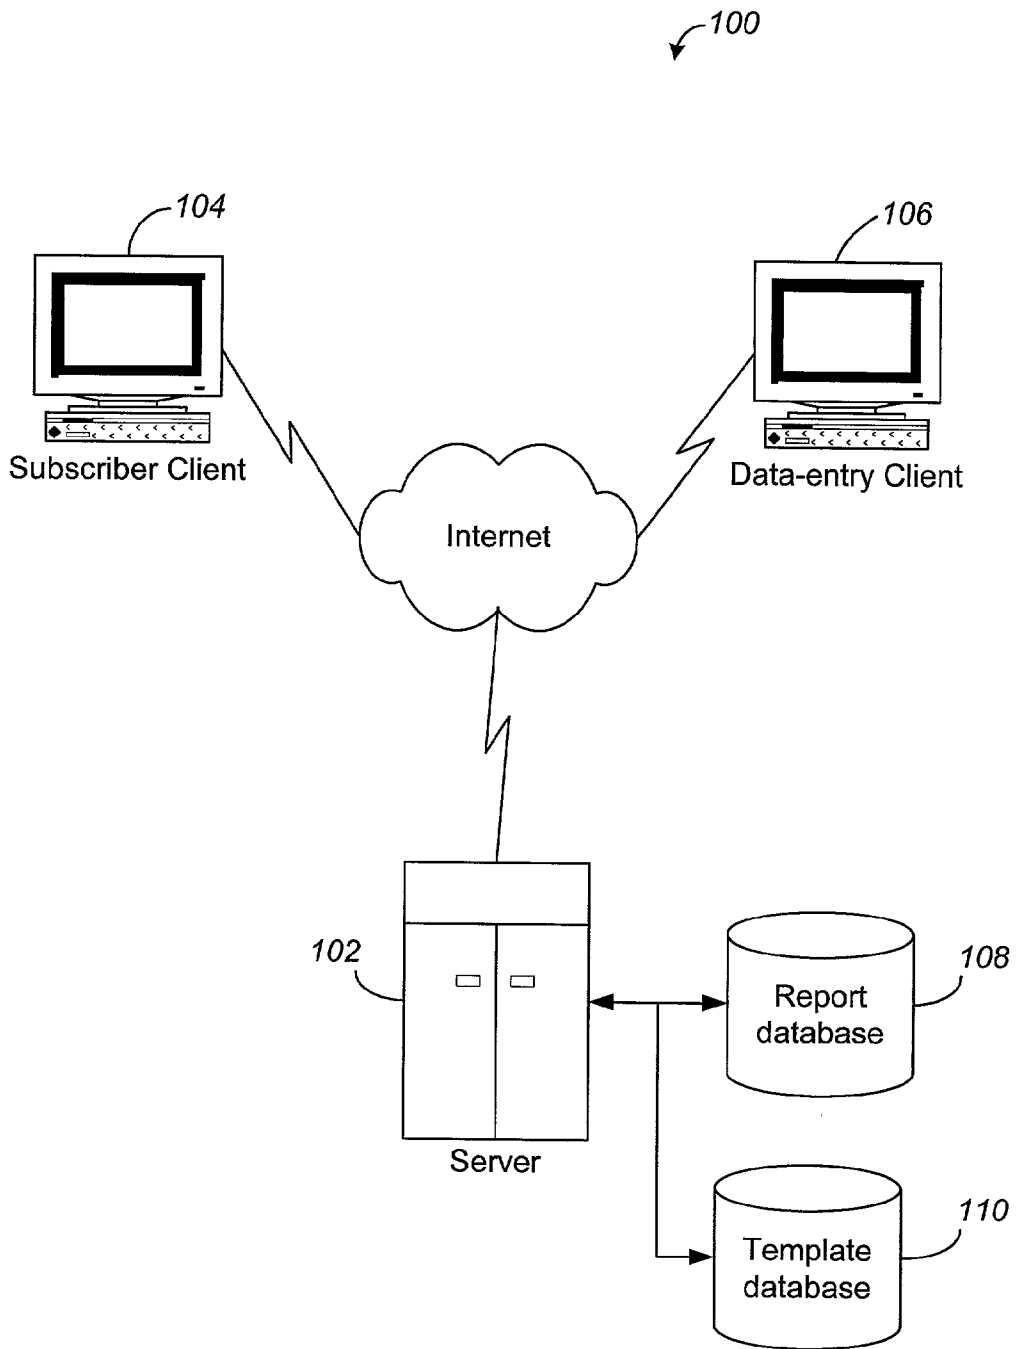 100
104
106
Subscriber Client
Data-entry Client
Internet
102
108
Report
database
Server
110
Template
database